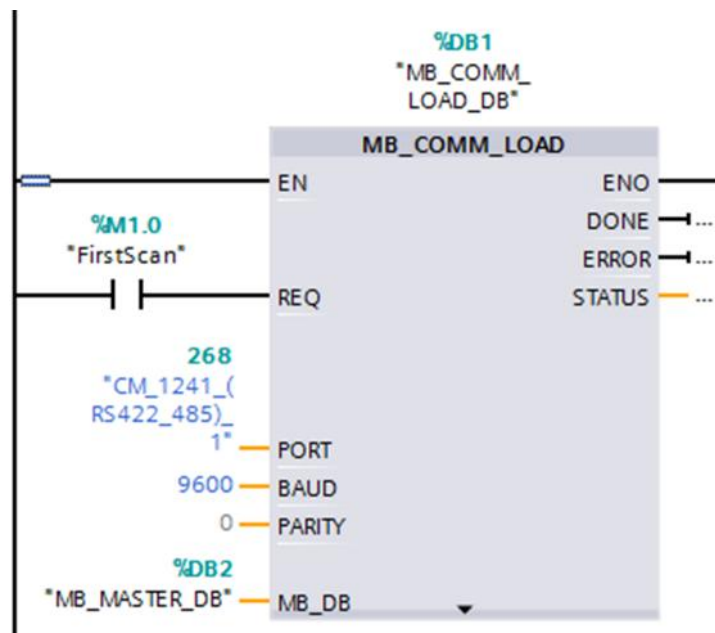 %DB1
"MB_COMM_
LOAD_DB"
MB_COMM_LOAD
EN ENO
%M1.0
"FirstScan"
DONE ...
ERROR ...
REQ STATUS ...
268
"CM_1241_(
RS422_485)_
1" PORT
9600 BAUD
0 PARITY
%DB2
"MB_MASTER_DB" MB_DB